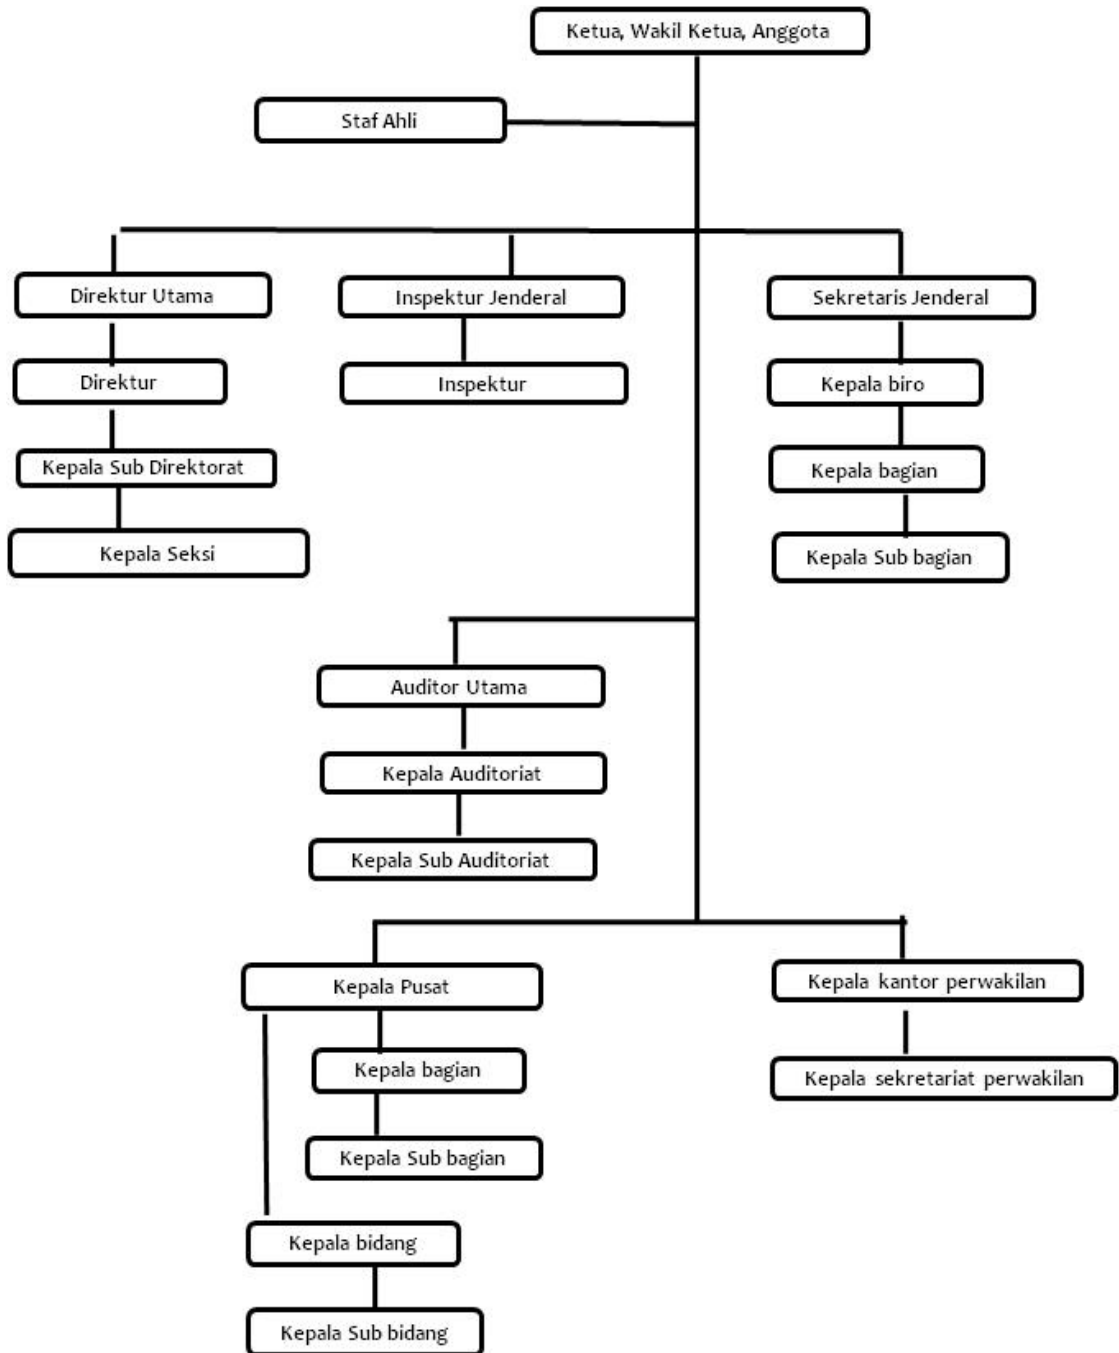 Ketua, Wakil Ketua, Anggota
Staf Ahli
Direktur Utama
Inspektur Jenderal
Sekretaris Jenderal
Direktur
Inspektur
Kepala biro
Kepala Sub Direktorat
Kepala bagian
Kepala Seksi
Kepala Sub bagian
Auditor Utama
Kepala Auditoriat
Kepala Sub Auditoriat
Kepala Pusat
Kepala kantor perwakilan
Kepala bagian
Kepala sekretariat perwakilan
Kepala Sub bagian
Kepala bidang
Kepala Sub bidang